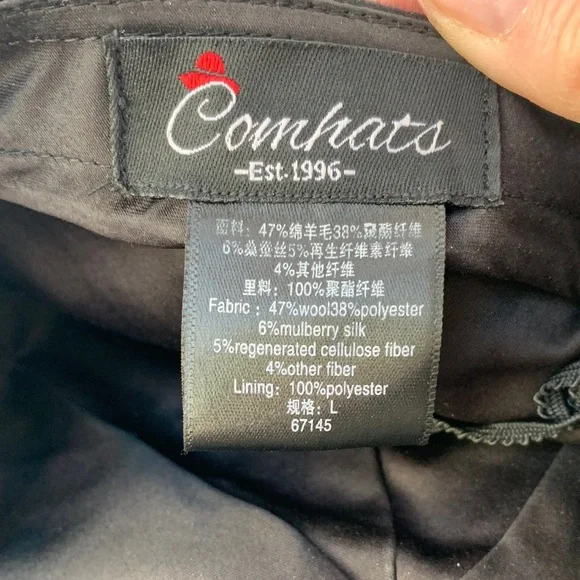 Comhats
-Est.1996-
面料: 47%绵羊毛38%聚酯纤维
6%桑蚕丝5%再生纤维素纤维
4%其他纤维
里料: 100%聚酯纤维
Fabric : 47%wool38%polyester
6%mulberry silk
5%regenerated cellulose fiber
4%other fiber
Lining: 100%polyester
规格: L
67145